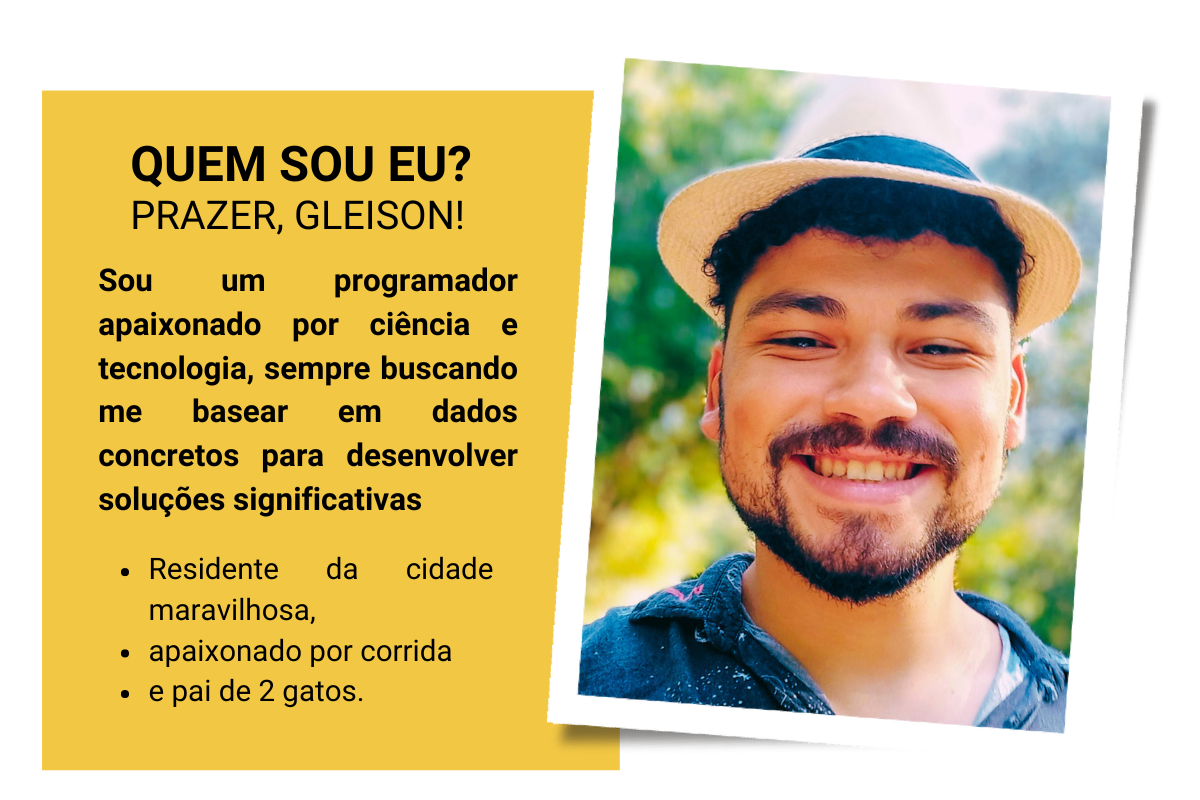 QUEM SOU EU?
PRAZER, GLEISON!
Sou um programador
apaixonado por ciência e
tecnologia, sempre buscando
me basear em dados
concretos para desenvolver
soluções significativas
• Residente da cidade
maravilhosa,
• apaixonado por corrida
• e pai de 2 gatos.